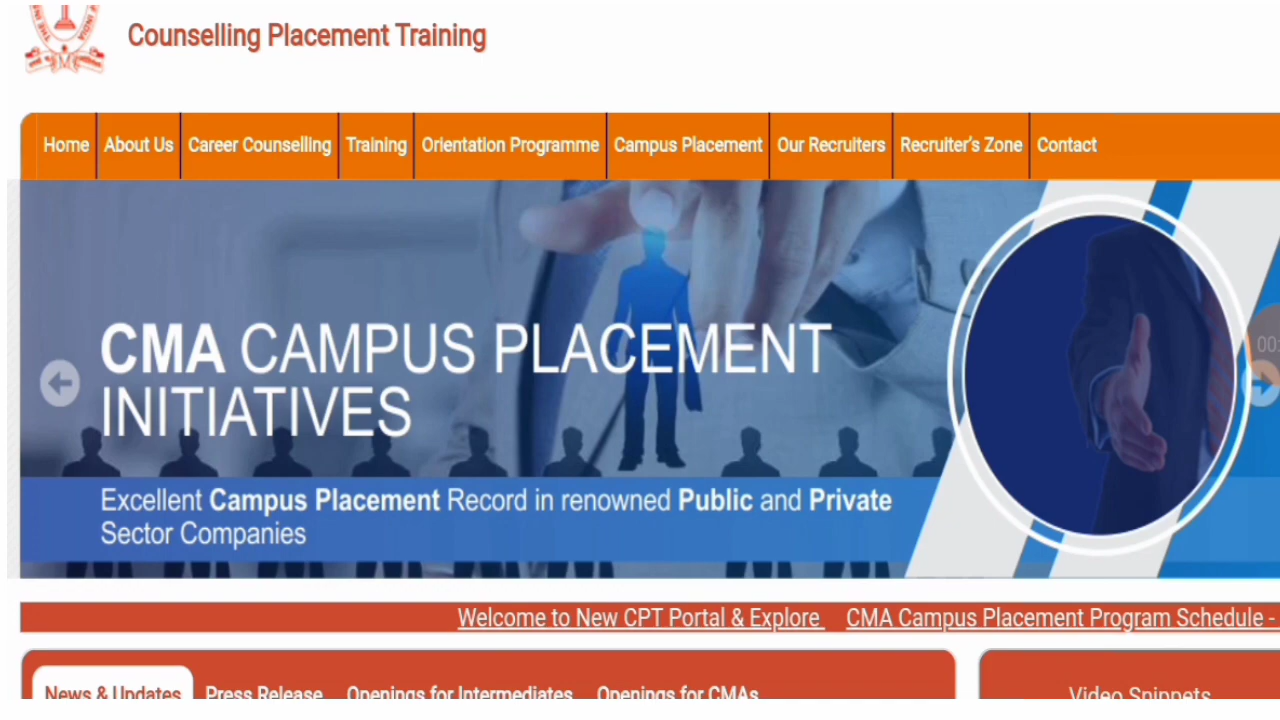 Counselling Placement Training
Home About Us Career Counselling Training Orientation Programme Campus Placement Our Recruiters Recruiter's Zone Contact
CMA CAMPUS PLACEMENT
INITIATIVES
00:
Excellent Campus Placement Record in renowned Public and Private
Sector Companies
Welcome to New CPT Portal & Explore CMA Campus Placement Program Schedule -
News & Updates Press Release Openings for Intermediates Openings for CMAs
Video Snippets